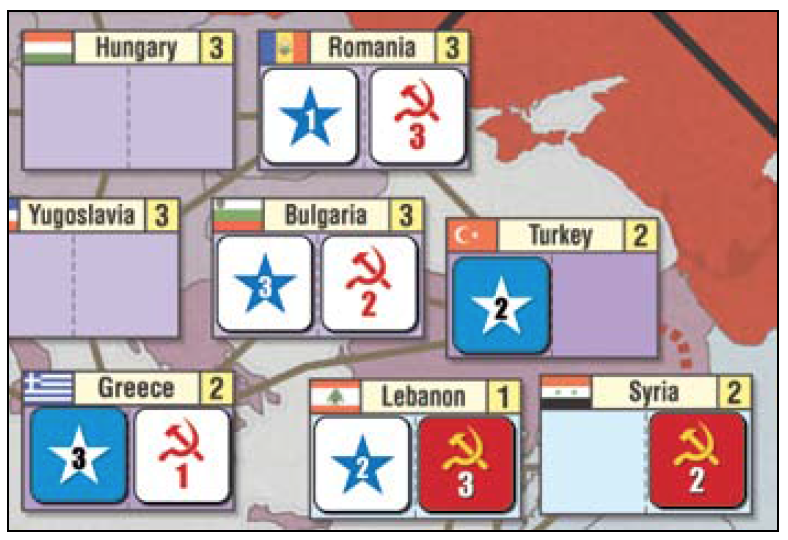 Hungary 3
Romania 3
1 3
Yugoslavia 3
Bulgaria 3
3 2
Turkey 2
2
Greece 2
3 1
Lebanon 1
2 3
Syria 2
2